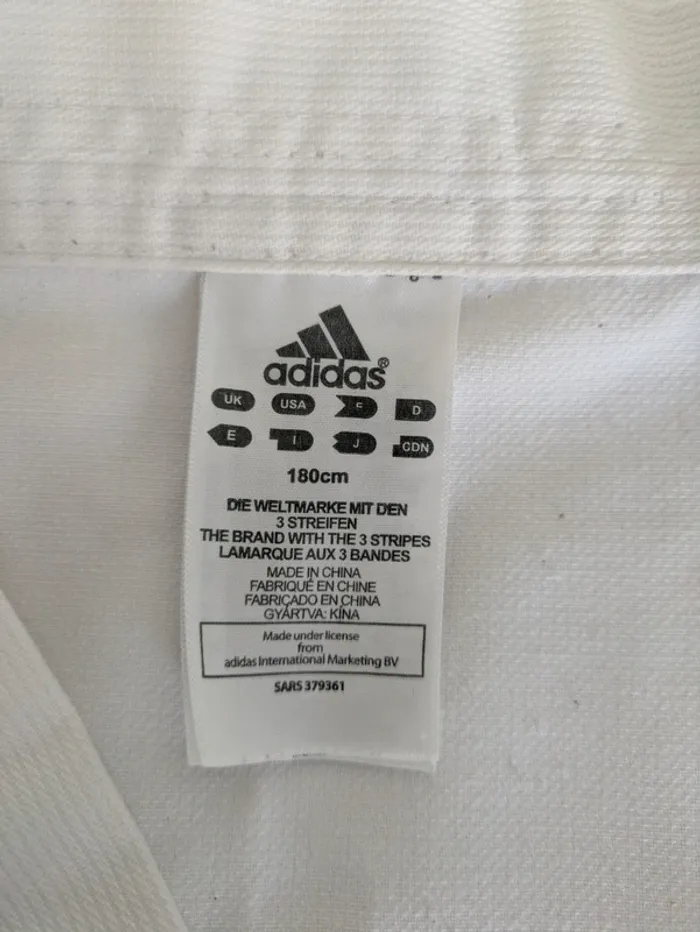 adidas®
UK USA F D
E I J CDN
180cm
DIE WELTMARKE MIT DEN
3 STREIFEN
THE BRAND WITH THE 3 STRIPES
LAMARQUE AUX 3 BANDES
MADE IN CHINA
FABRIQUÉ EN CHINE
FABRICADO EN CHINA
GYÁRTVA: KÍNA
Made under license
from
adidas International Marketing BV
SARS 379361